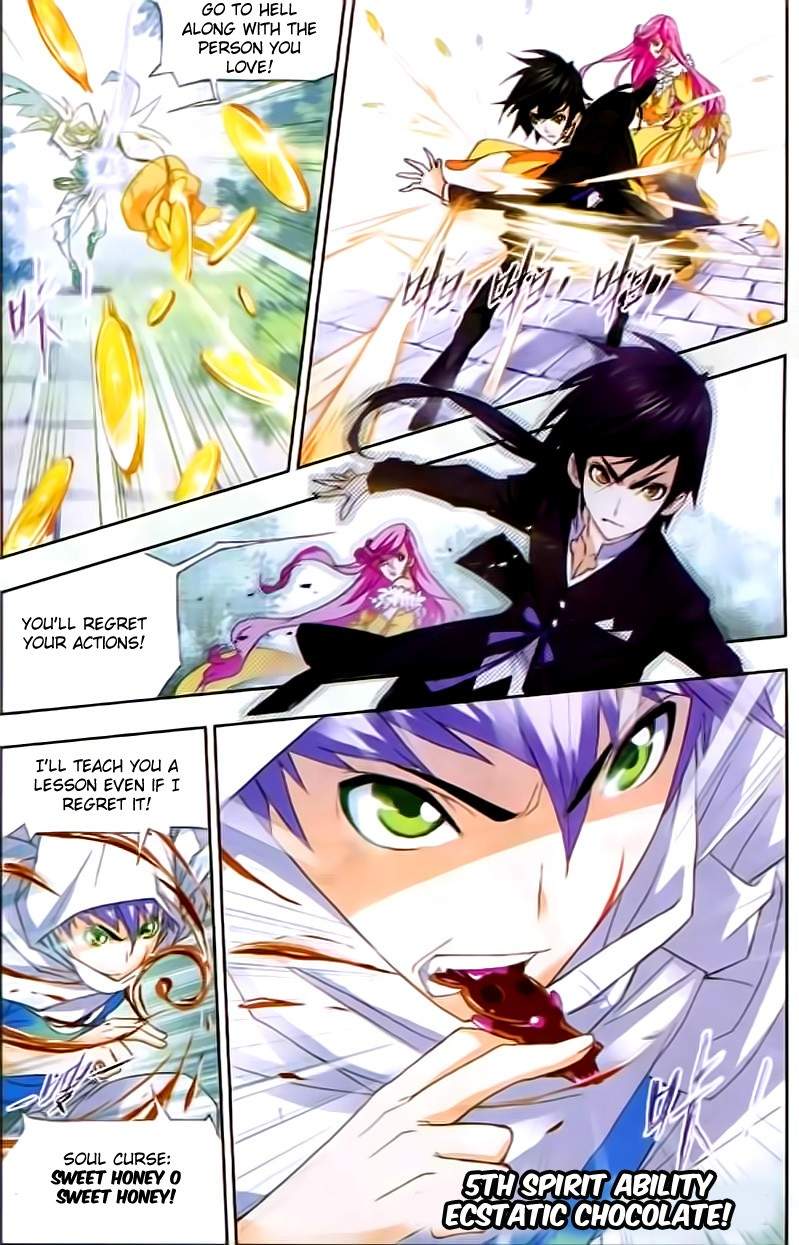 GO TO HELL
ALONG WITH THE
PERSON YOU
LOVE!
YOU'LL REGRET
YOUR ACTIONS!
I'LL TEACH YOU A
LESSON EVEN IF I
REGRET IT!
SOUL CURSE:
SWEET HONEY O
SWEET HONEY!
5TH SPIRIT ABILITY
ECSTATIC CHOCOLATE!